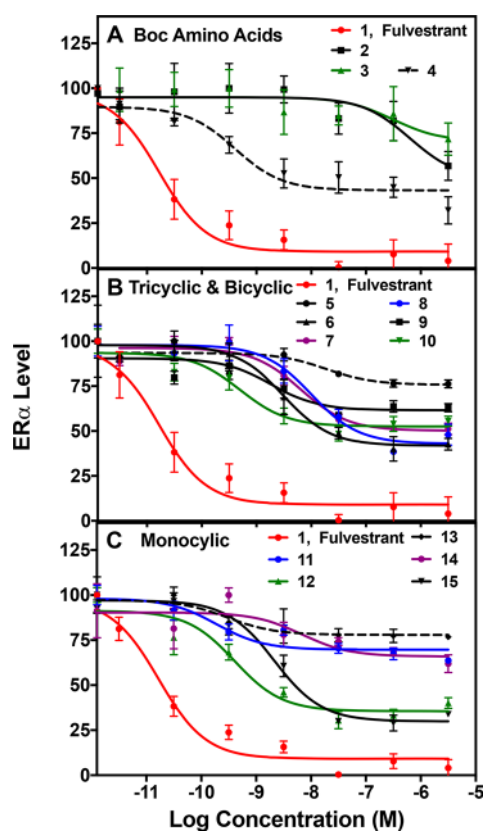 A Boc Amino Acids
1, Fulvestrant
2
3 4
125
100
75
50
25
0
B Tricyclic & Bicyclic
1, Fulvestrant
5 8
6 9
7 10
125
100
75
50
25
0
ERα Level
C Monocylic
1, Fulvestrant 13
11 14
12 15
125
100
75
50
25
0
-11 -10 -9 -8 -7 -6 -5
Log Concentration (M)